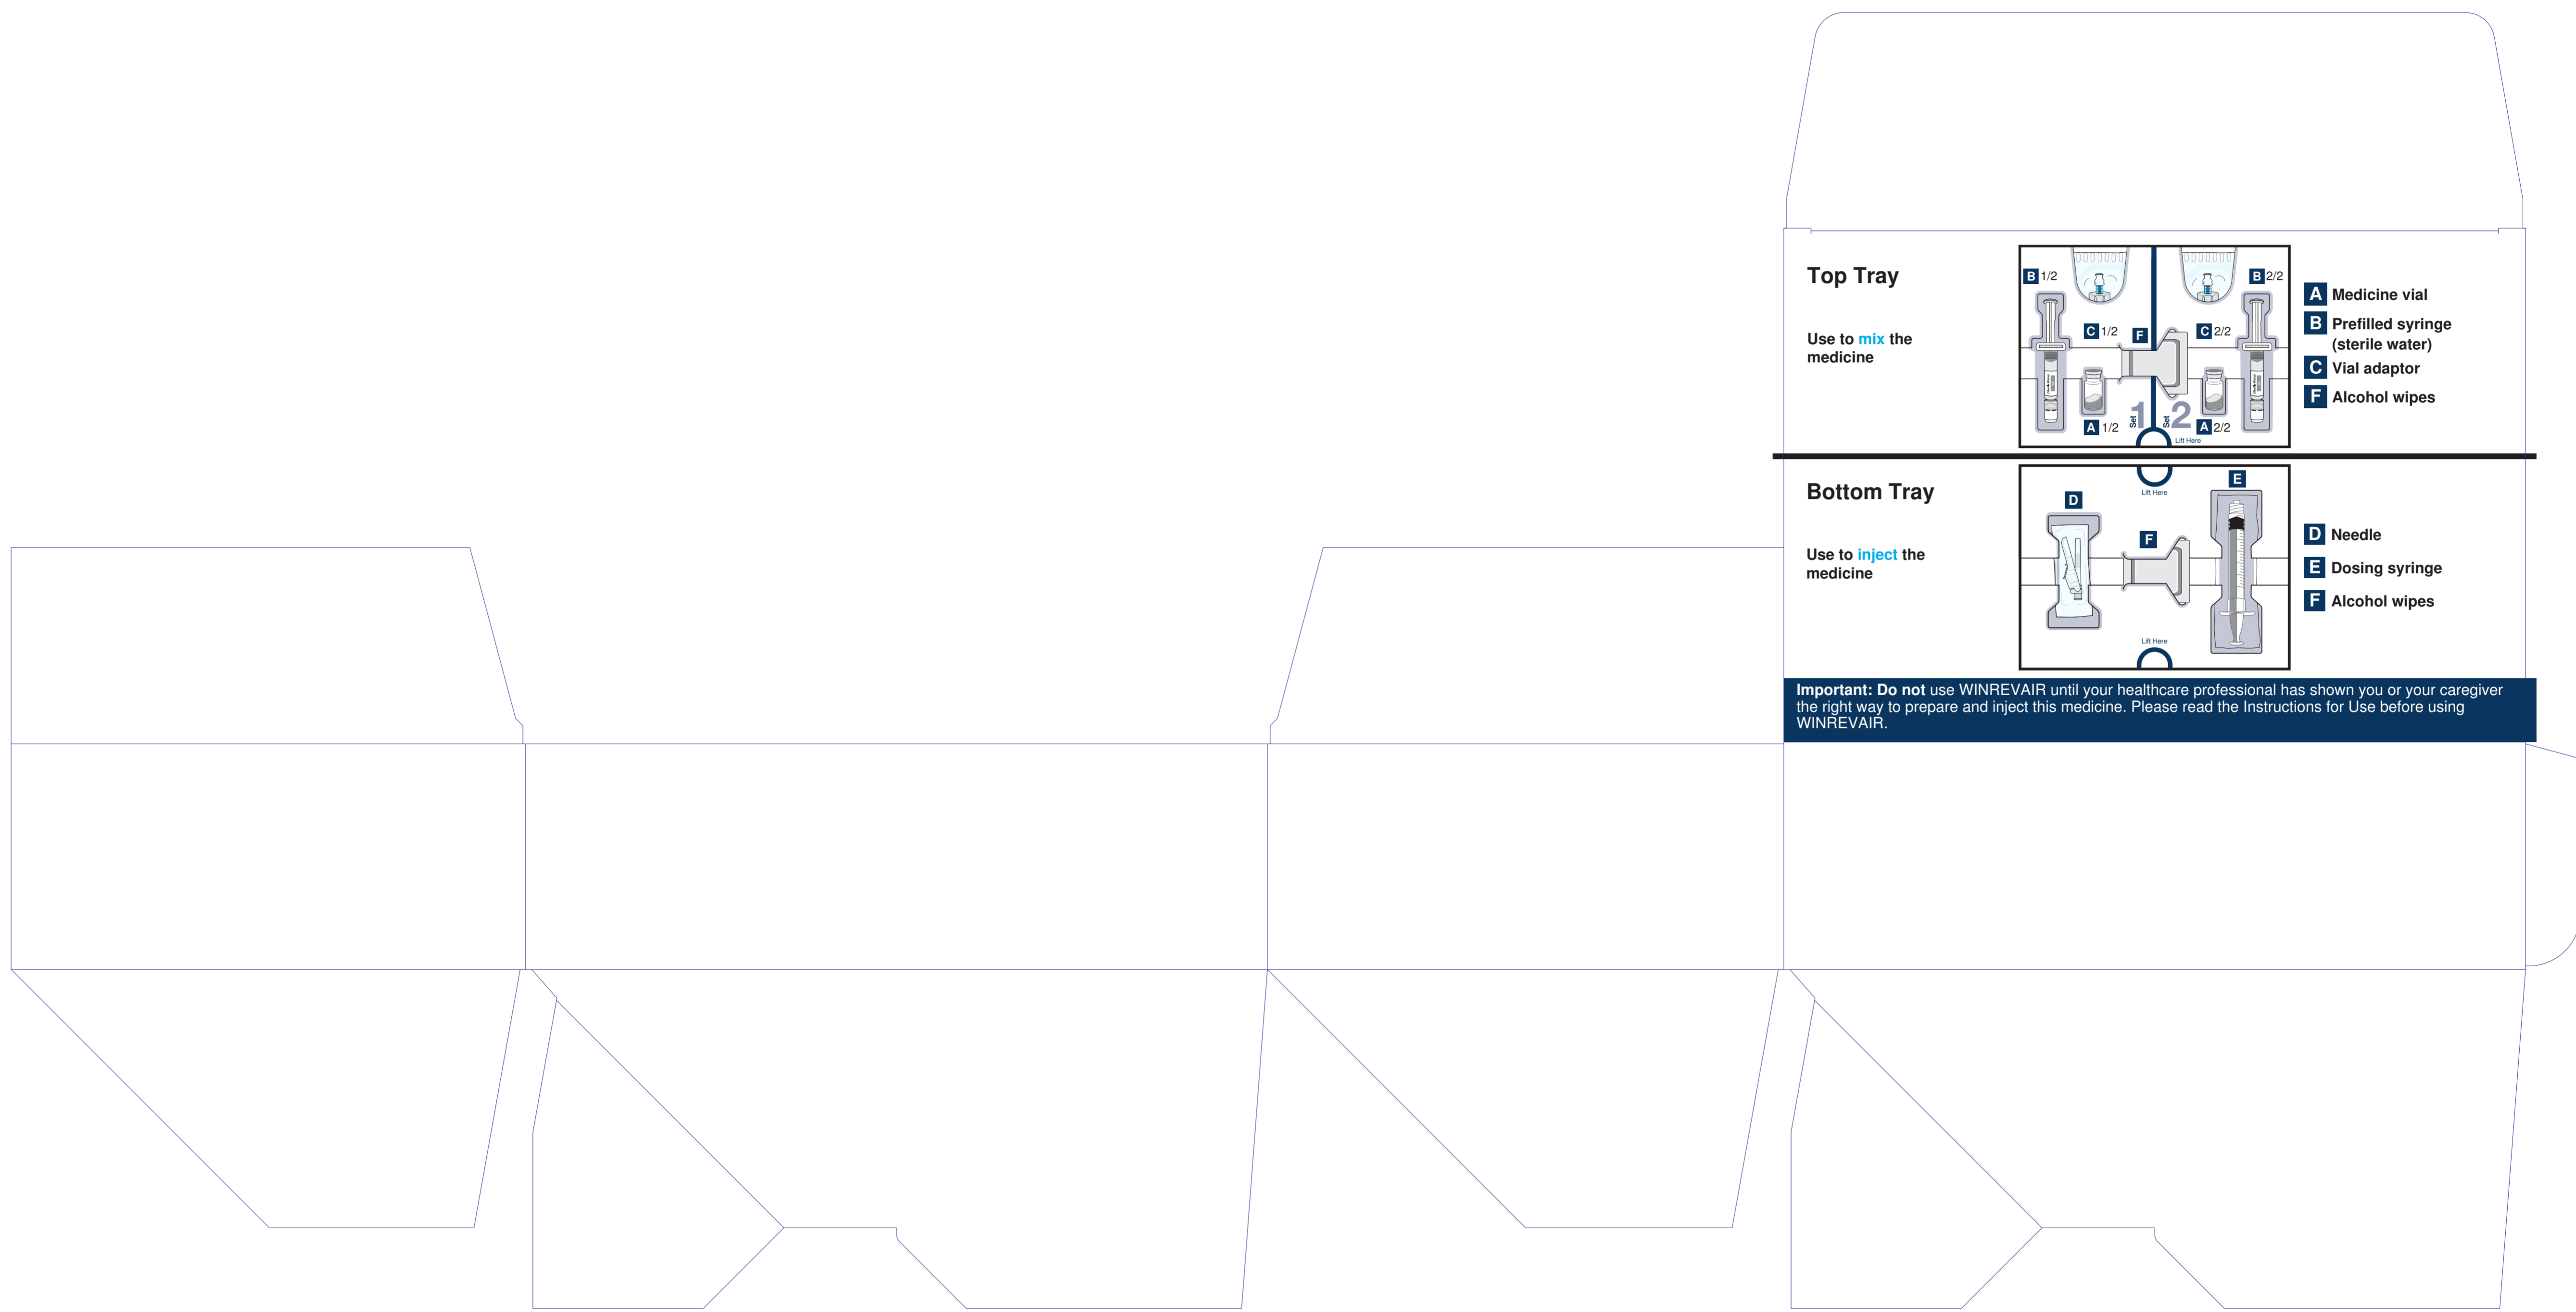 Top Tray
Use to mix the
medicine
B 1/2
B 2/2
C 1/2
F
C 2/2
Set 1
Set 2
A 1/2
A 2/2
Lift Here
A Medicine vial
B Prefilled syringe
(sterile water)
C Vial adaptor
F Alcohol wipes
Bottom Tray
Use to inject the
medicine
Lift Here
D
E
F
Lift Here
D Needle
E Dosing syringe
F Alcohol wipes
Important: Do not use WINREVAIR until your healthcare professional has shown you or your caregiver
the right way to prepare and inject this medicine. Please read the Instructions for Use before using
WINREVAIR.